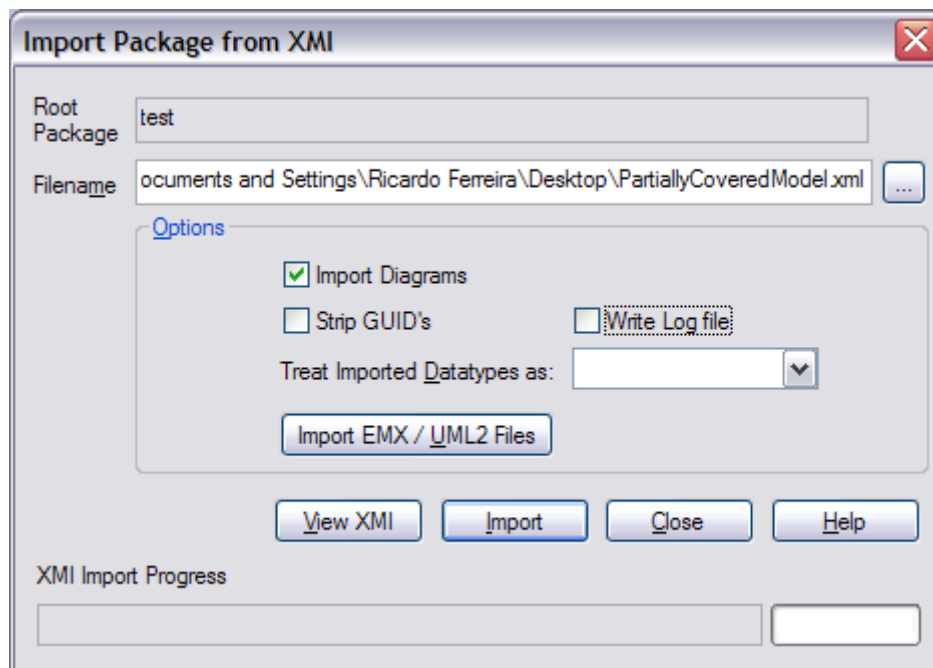 Import Package from XMI
Root
Package
test
Filename
ocuments and Settings\Ricardo Ferreira\Desktop\PartiallyCoveredModel.xml
...
Options
Import Diagrams
Strip GUID's
Write Log file
Treat Imported Datatypes as:
Import EMX / UML2 Files
View XMI
Import
Close
Help
XMI Import Progress